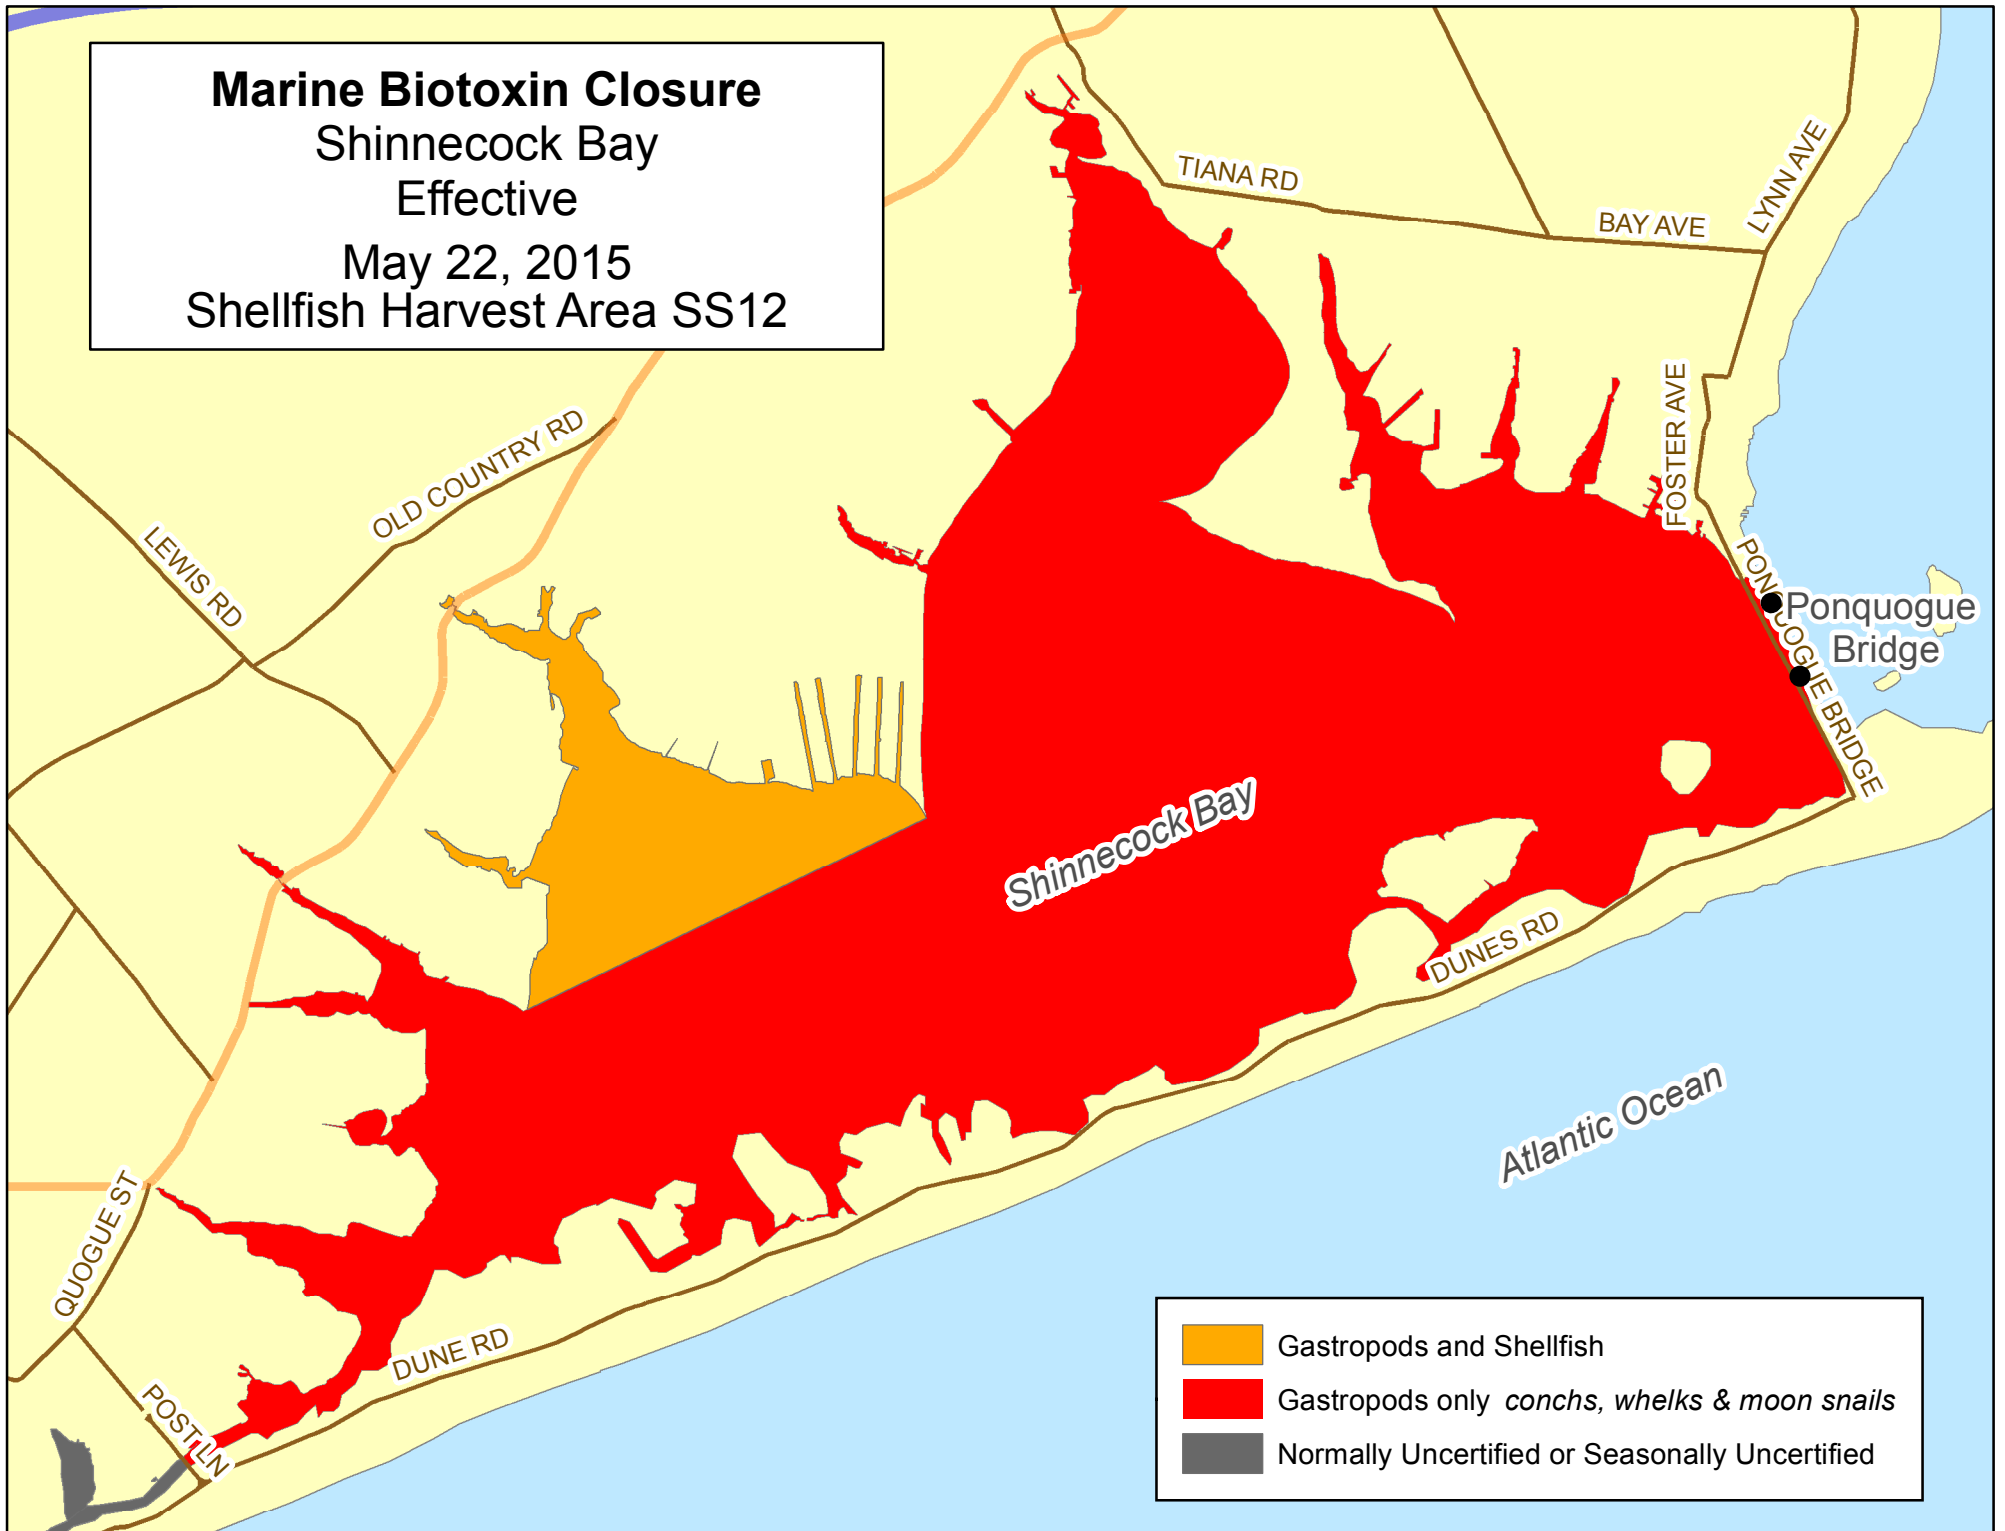 Marine Biotoxin Closure
Shinnecock Bay
Effective
May 22, 2015
Shellfish Harvest Area SS12
TIANA RD
BAY AVE
LYNN AVE
FOSTER AVE
OLD COUNTRY RD
LEWIS RD
PONQUOGUE BRIDGE
Ponquogue
Bridge
Shinnecock Bay
DUNES RD
Atlantic Ocean
QUOGUE ST
DUNE RD
POST LN
Gastropods and Shellfish
Gastropods only conchs, whelks & moon snails
Normally Uncertified or Seasonally Uncertified